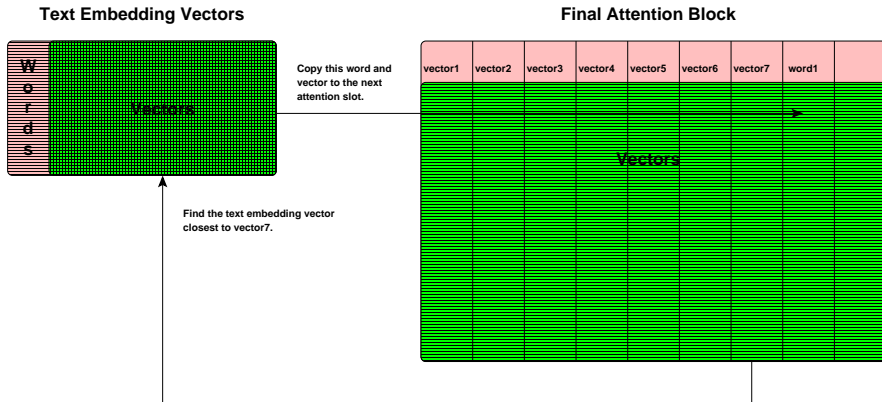 Text Embedding Vectors
Final Attention Block
Words
Vectors
Copy this word and
vector to the next
attention slot.
vector1 vector2 vector3 vector4 vector5 vector6 vector7 word1
Vectors
Find the text embedding vector
closest to vector7.